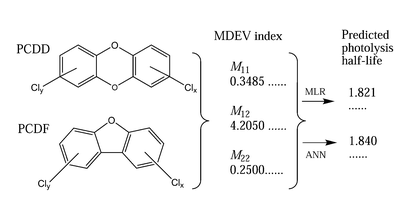 PCDD
O
O
Cly
Clx
PCDF
O
Cly
Clx
MDEV index
M11
0.3485 ......
M12
4.2050 ......
M22
0.2500......
MLR
ANN
Predicted
photolysis
half-life
1.821
......
1.840
......